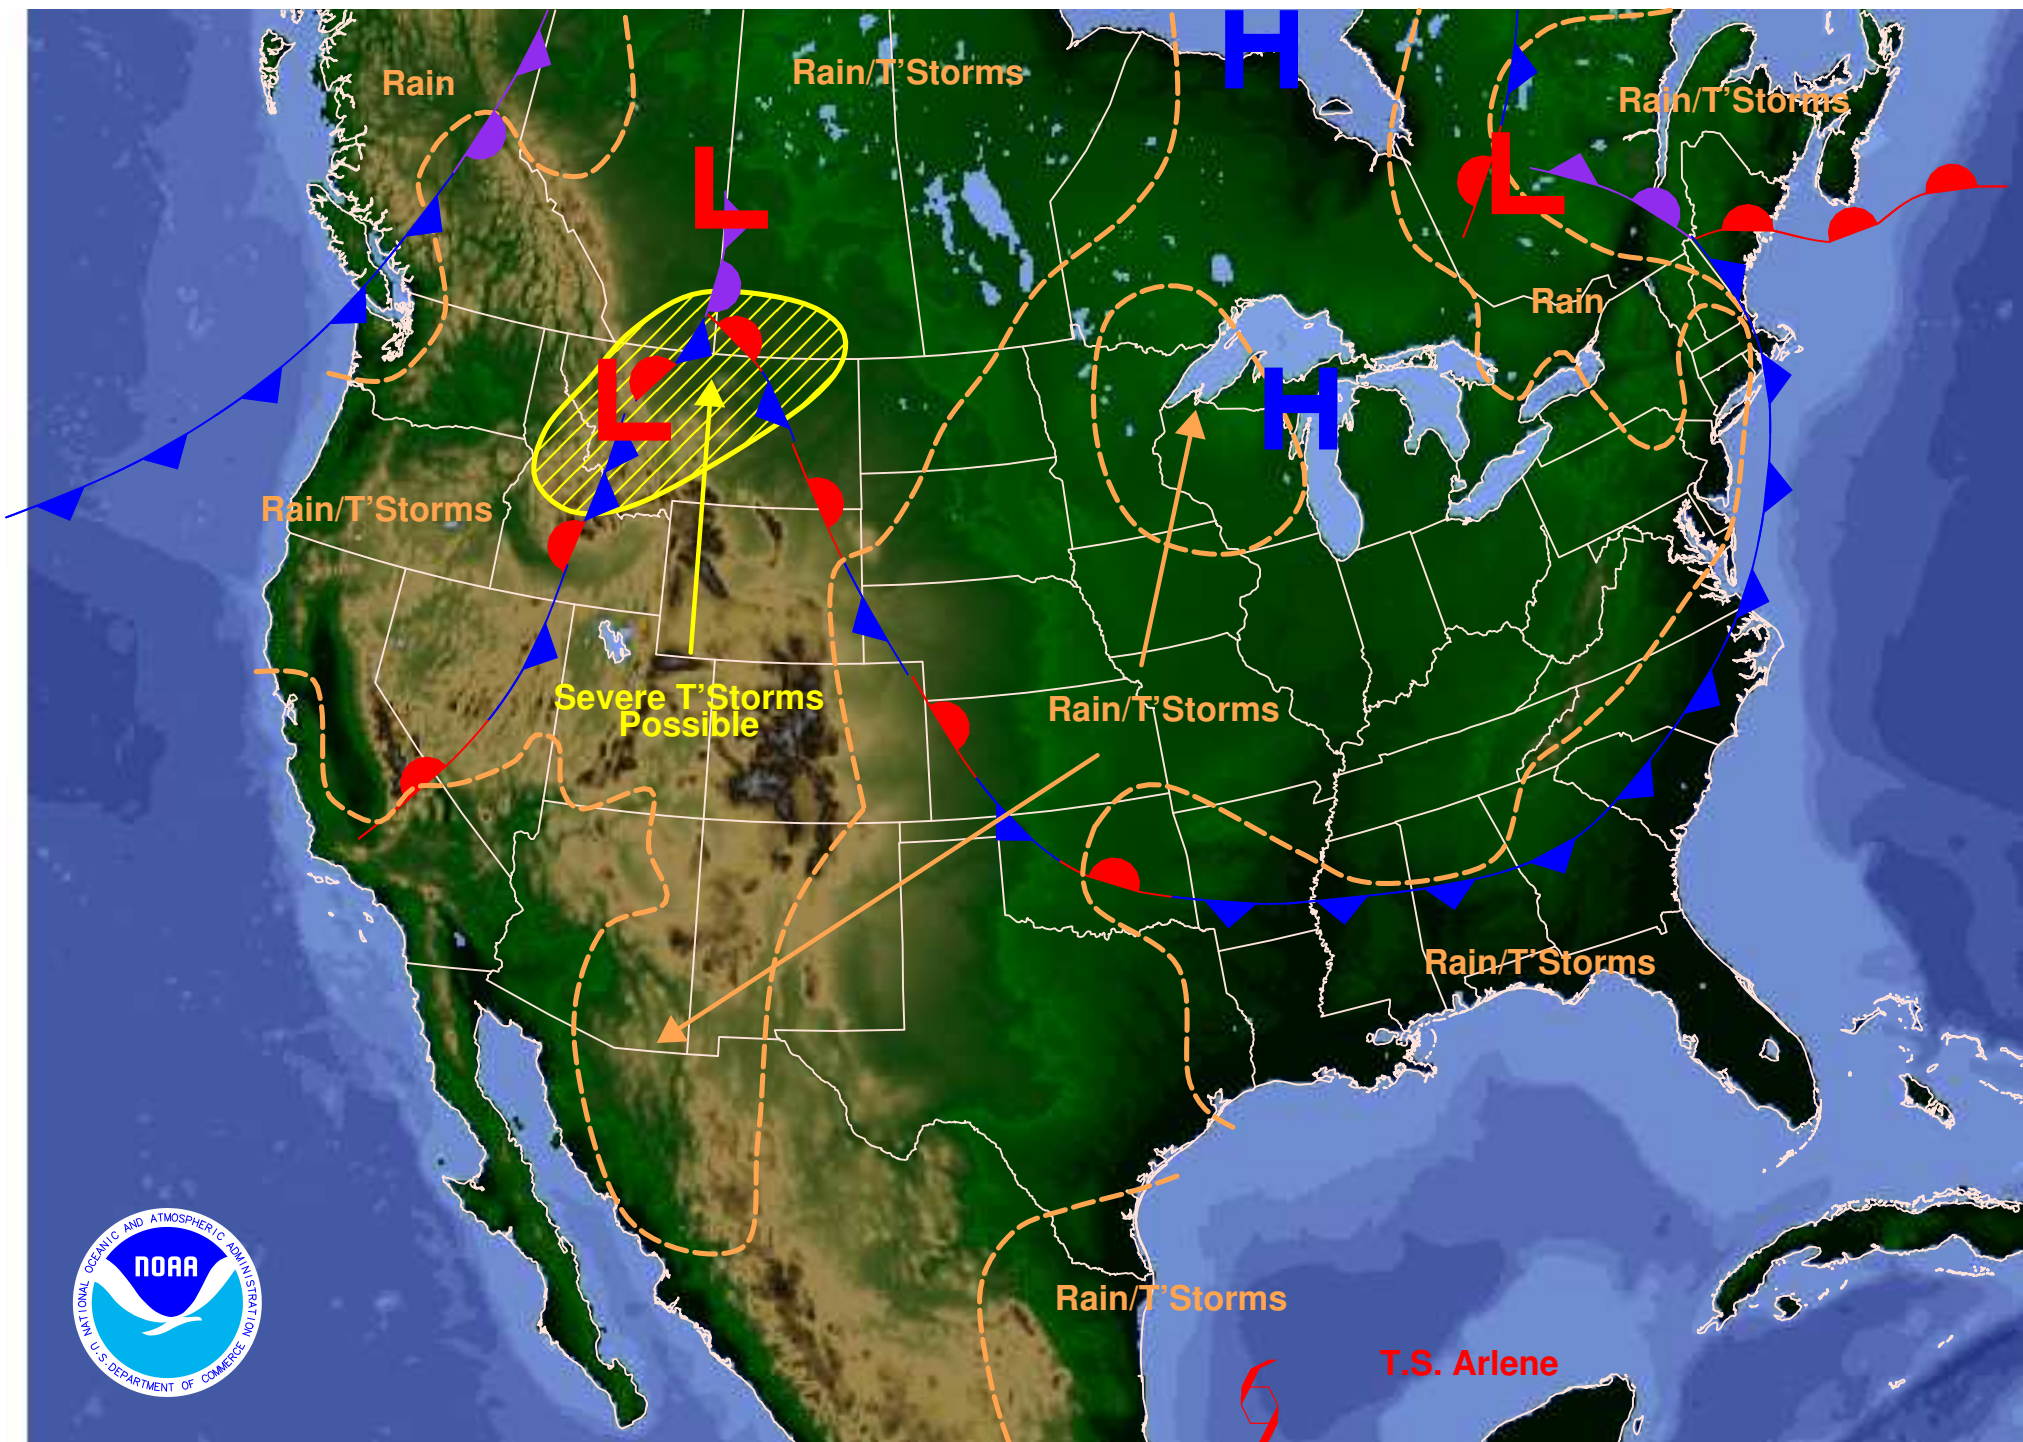 H
Rain
Rain/T'Storms
Rain/T'Storms
L
L
Rain
L
H
Rain/T'Storms
Severe T'Storms
Possible
Rain/T'Storms
Rain/T'Storms
Rain/T'Storms
T.S. Arlene
NATIONAL OCEANIC AND ATMOSPHERIC ADMINISTRATION
NOAA
U.S. DEPARTMENT OF COMMERCE